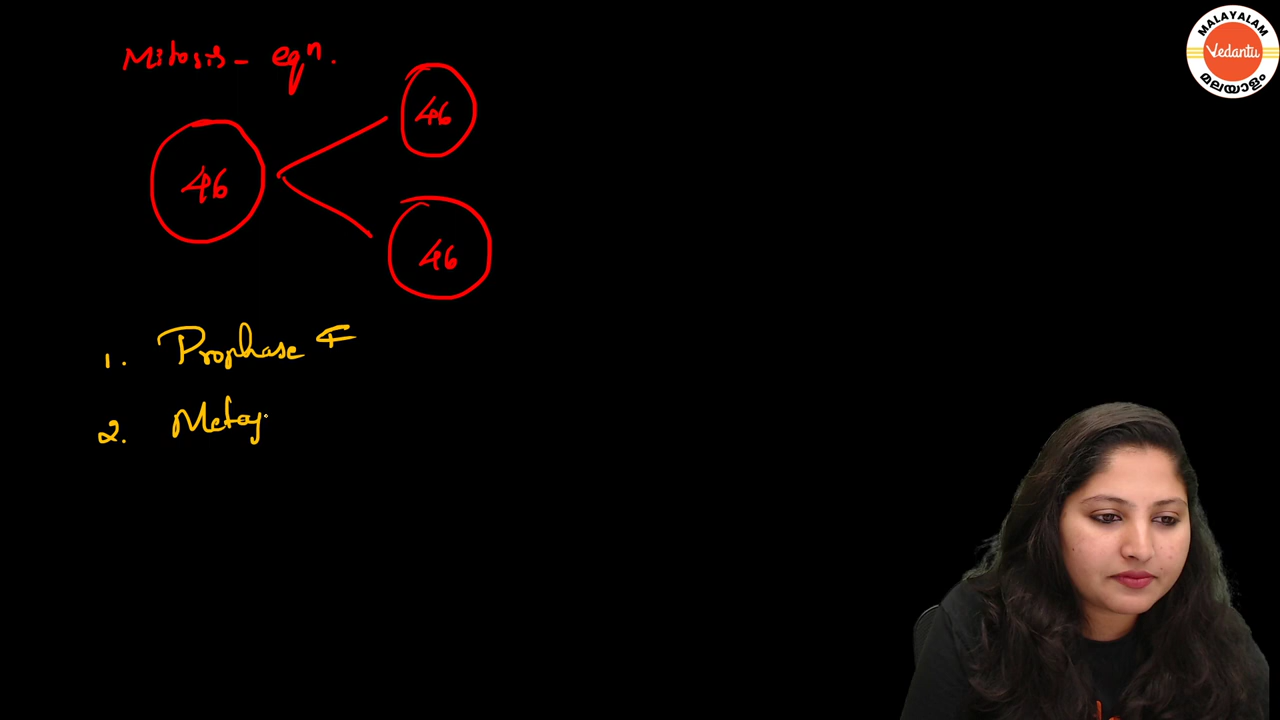 Mitosis - eqn.
46
46
46
1. Prophase
2. Metap
MALAYALAM
Vedantu
മലയാളം